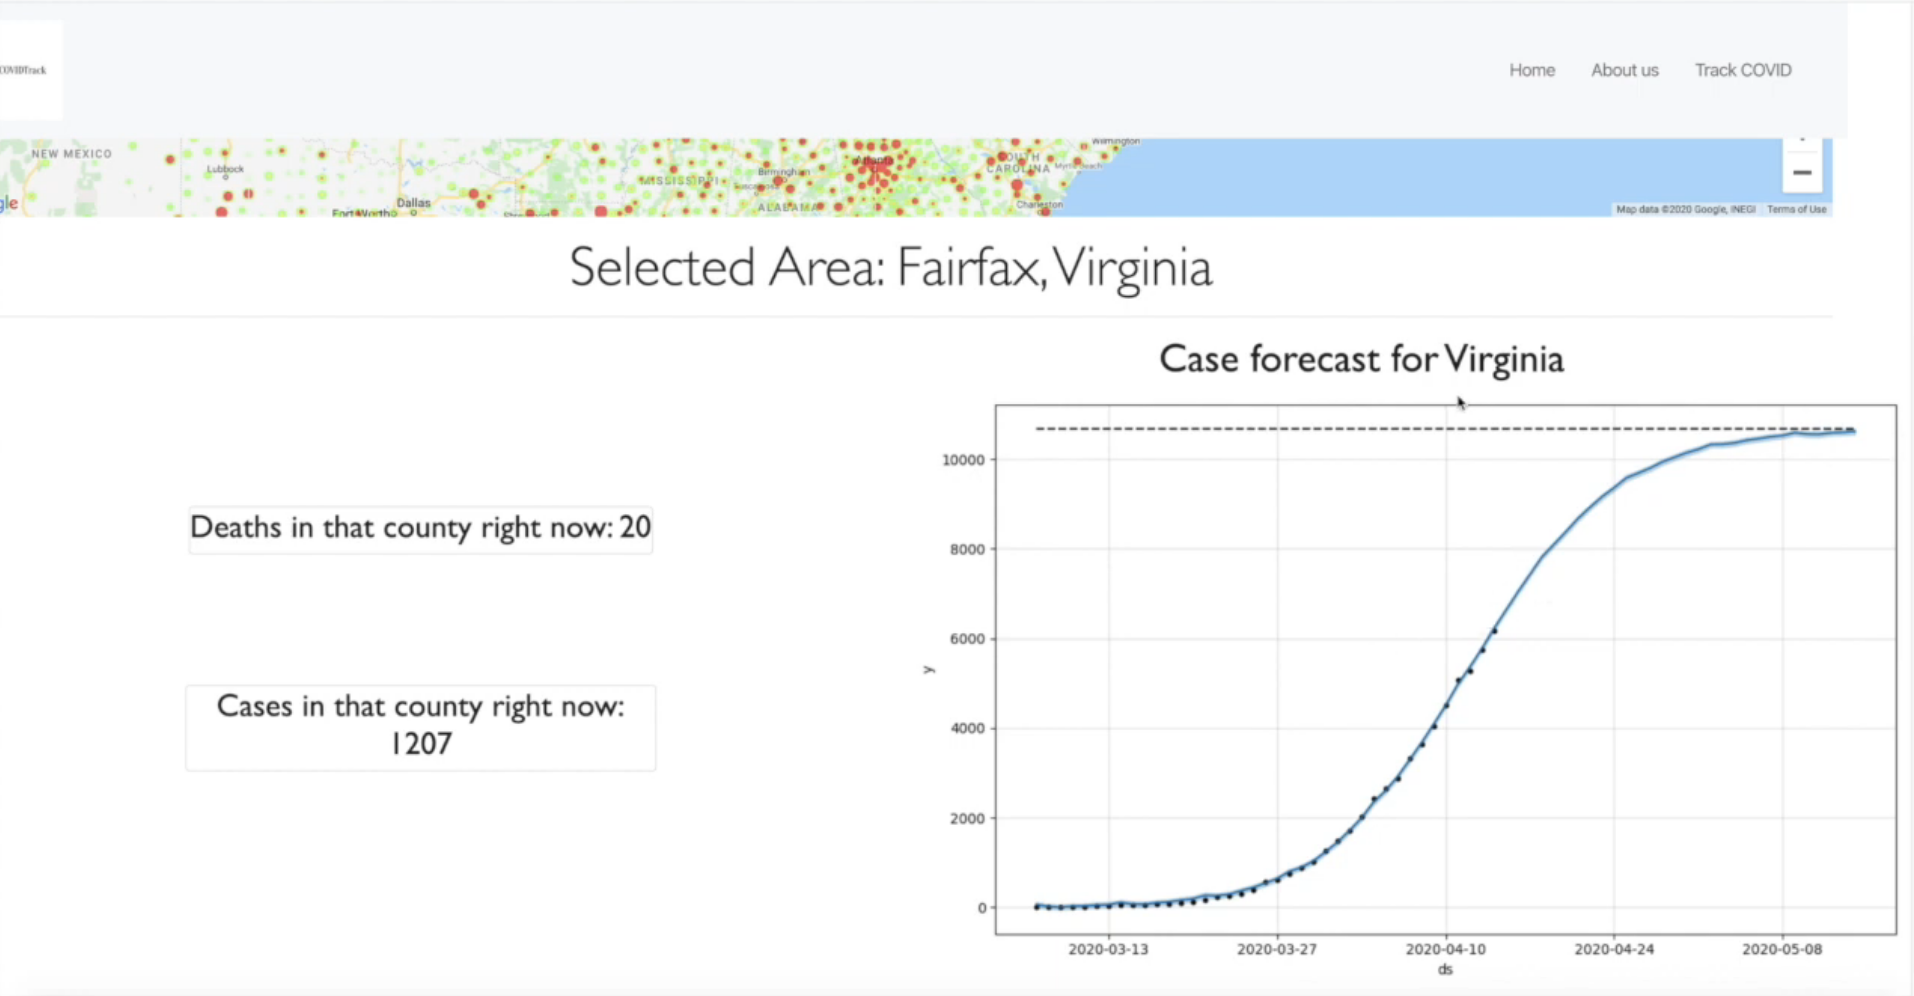 COVIDTrack
Home About us Track COVID
NEW MEXICO
Lubbock
Dallas
Fort Worth
MISSISSIPPI
Birmingham
Tuscaloosa
ALABAMA
Atlanta
SOUTH
CAROLINA
Wilmington
Myrtle Beach
Charleston
gle
Map data ©2020 Google, INEGI Terms of Use
Selected Area: Fairfax, Virginia
Case forecast for Virginia
Deaths in that county right now: 20
Cases in that county right now:
1207
10000
8000
6000
4000
2000
0
y
2020-03-13 2020-03-27 2020-04-10 2020-04-24 2020-05-08
ds